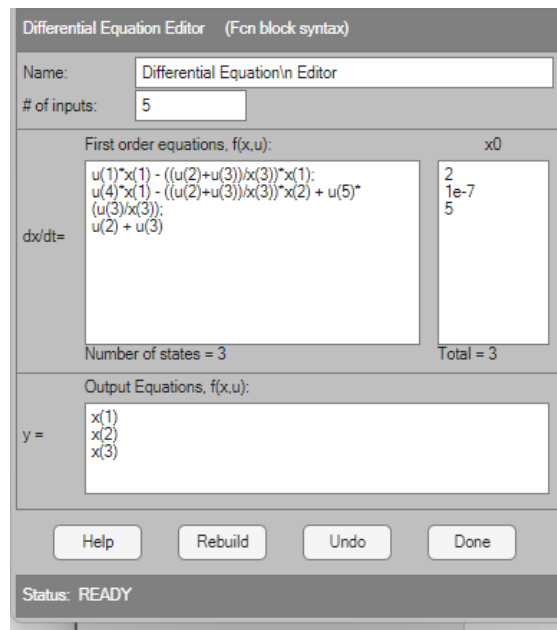 Differential Equation Editor (Fcn block syntax)
Name: Differential Equation\n Editor
# of inputs: 5
First order equations, f(x,u): x0
u(1)*x(1) - ((u(2)+u(3))/x(3))*x(1); 2
u(4)*x(1) - ((u(2)+u(3))/x(3))*x(2) + u(5)* 1e-7
(u(3)/x(3)); 5
u(2) + u(3)
dx/dt=
Number of states = 3 Total = 3
Output Equations, f(x,u):
x(1)
x(2)
y =
x(3)
Help Rebuild Undo Done
Status: READY